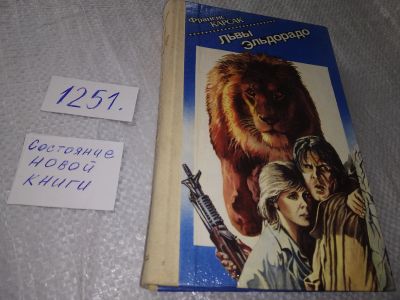 1251.
Состояние
новой
книги
Франсис
КАРСАК
Львы
Эльдорадо